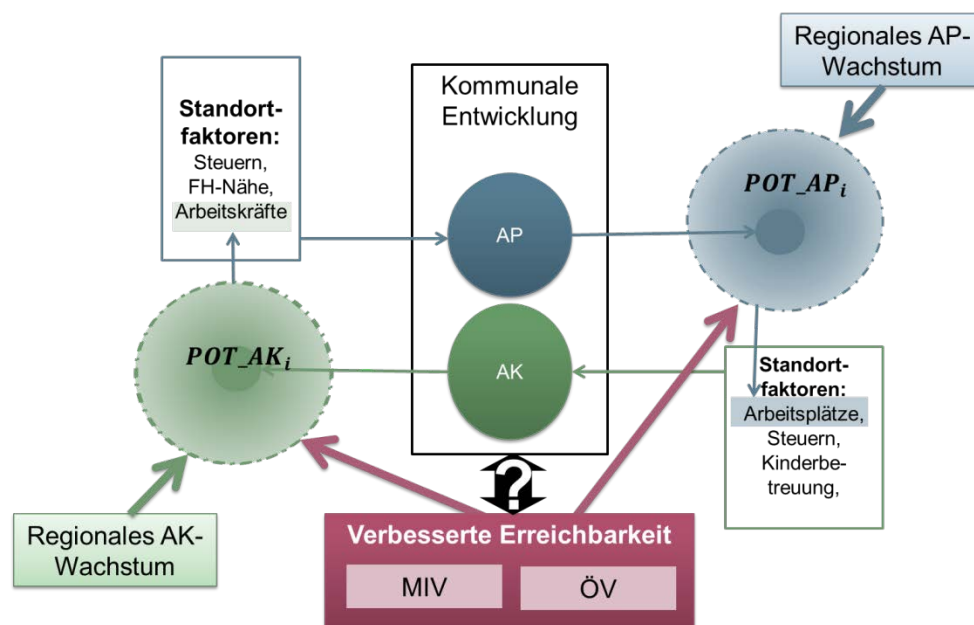 Regionales AP-
Wachstum
Standort-
faktoren:
Steuern,
FH-Nähe,
Arbeitskräfte
Kommunale
Entwicklung
AP
AK
POT_AP_i
POT_AK_i
Standort-
faktoren:
Arbeitsplätze,
Steuern,
Kinderbe-
treuung,
Regionales AK-
Wachstum
?
Verbesserte Erreichbarkeit
MIV
ÖV